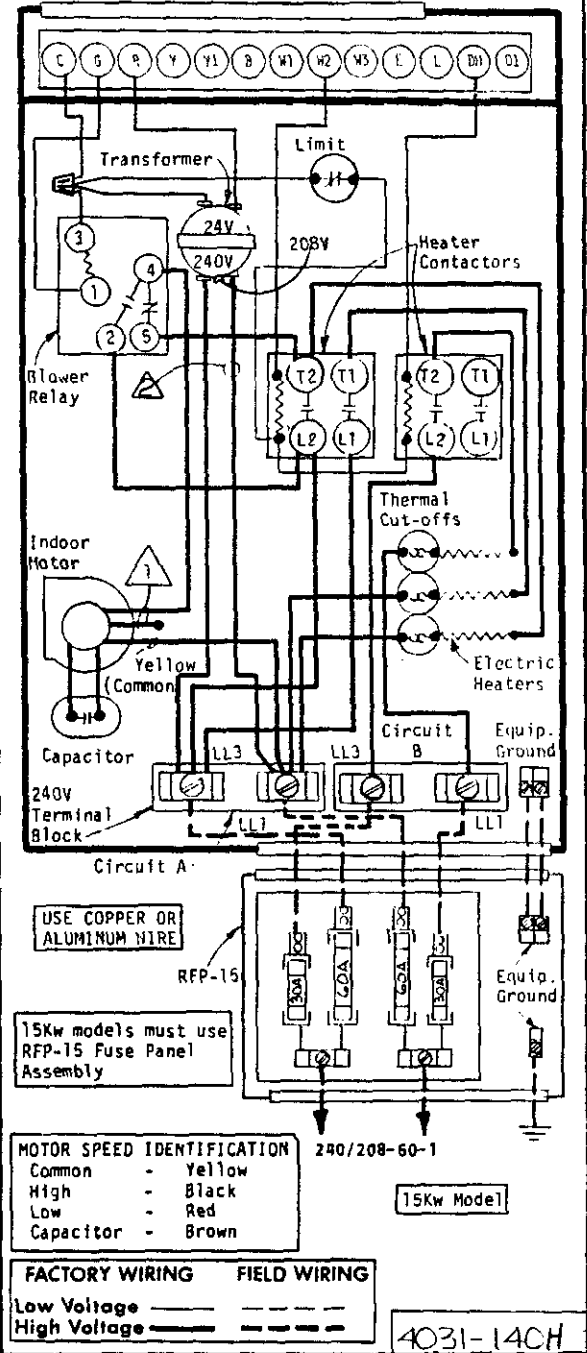 C G R Y Y1 B W1 W2 W3 E L D11 D1
Transformer
Limit
24V
240V
208V
Heater
Contactors
3
4
1
2
5
Blower
Relay
T2 T1
L2 L1
T2 T1
L2 L1
Thermal
Cut-offs
Indoor
Motor
Yellow
(Common
Electric
Heaters
Capacitor
LL3
LL3
Circuit
B
Equip.
Ground
240V
Terminal
Block
LL1
LL1
Circuit A
USE COPPER OR
ALUMINUM WIRE
RFP-15
30A
60A
60A
30A
Equip.
Ground
15Kw models must use
RFP-15 Fuse Panel
Assembly
240/208-60-1
MOTOR SPEED IDENTIFICATION
Common - Yellow
High - Black
Low - Red
Capacitor - Brown
15Kw Model
FACTORY WIRING FIELD WIRING
Low Voltage
High Voltage
4031-140H